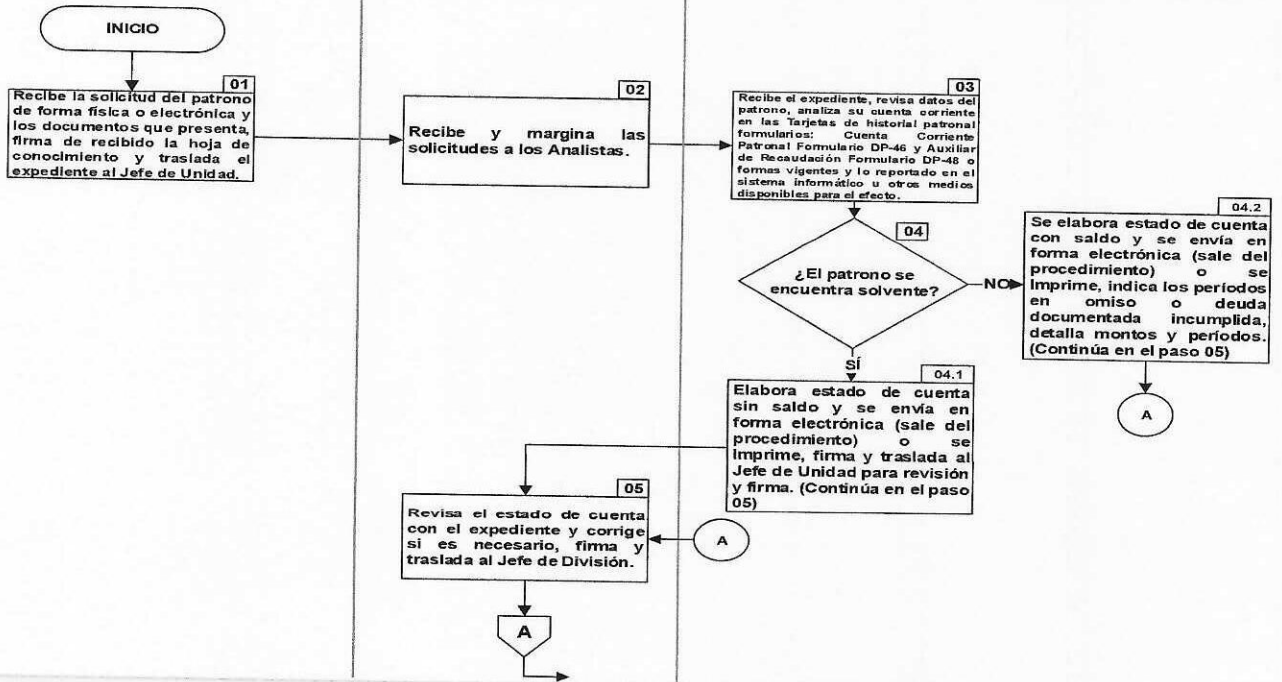 INICIO
01
Recibe la solicitud del patrono
de forma física o electrónica y
los documentos que presenta,
firma de recibido la hoja de
conocimiento y traslada el
expediente al Jefe de Unidad.
02
Recibe y margina las
solicitudes a los Analistas.
03
Recibe el expediente, revisa datos del
patrono, analiza su cuenta corriente
en las Tarjetas de historial patronal
formularios: Cuenta Corriente
Patronal Formulario DP-46 y Auxiliar
de Recaudación Formulario DP-48 o
formas vigentes y lo reportado en el
sistema informático u otros medios
disponibles para el efecto.
04
¿El patrono se
encuentra solvente?
NO
04.2
Se elabora estado de cuenta
con saldo y se envía en
forma electrónica (sale del
procedimiento) o se
Imprime, indica los períodos
en omiso o deuda
documentada incumplida,
detalla montos y períodos.
(Continúa en el paso 05)
A
SÍ
04.1
Elabora estado de cuenta
sin saldo y se envía en
forma electrónica (sale del
procedimiento) o se
Imprime, firma y traslada al
Jefe de Unidad para revisión
y firma. (Continúa en el paso
05)
05
Revisa el estado de cuenta
con el expediente y corrige
si es necesario, firma y
traslada al Jefe de División.
A
A